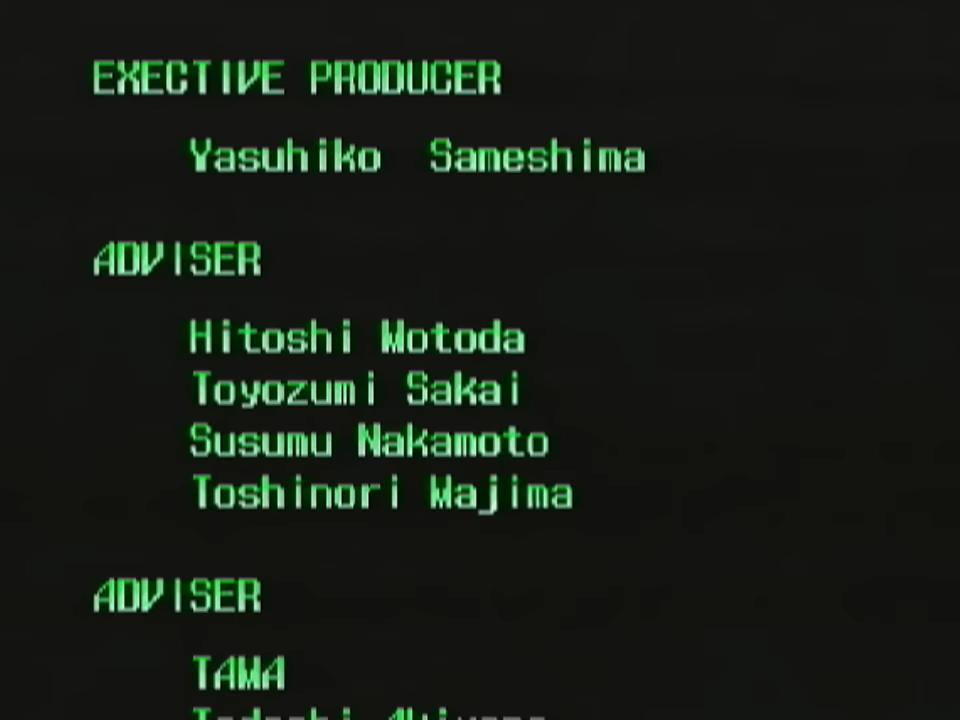 EXECTIVE PRODUCER
Yasuhiko Sameshima
ADVISER
Hitoshi Motoda
Toyozumi Sakai
Susumu Nakamoto
Toshinori Majima
ADVISER
TAMA